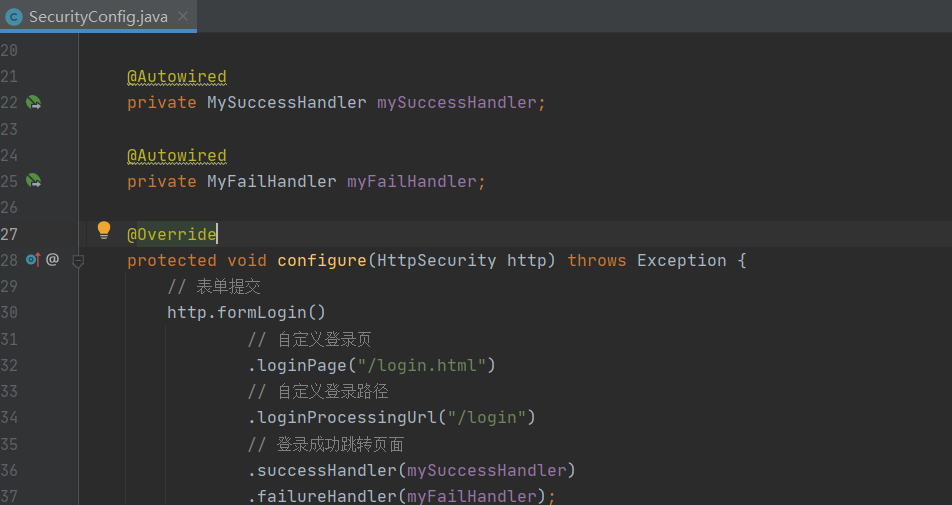 SecurityConfig.java
20
21 @Autowired
22 private MySuccessHandler mySuccessHandler;
23
24 @Autowired
25 private MyFailHandler myFailHandler;
26
27 @Override
28 @ protected void configure(HttpSecurity http) throws Exception {
29 // 表单提交
30 http.formLogin()
31 // 自定义登录页
32 .loginPage("/login.html")
33 // 自定义登录路径
34 .loginProcessingUrl("/login")
35 // 登录成功跳转页面
36 .successHandler(mySuccessHandler)
37 .failureHandler(myFailHandler);